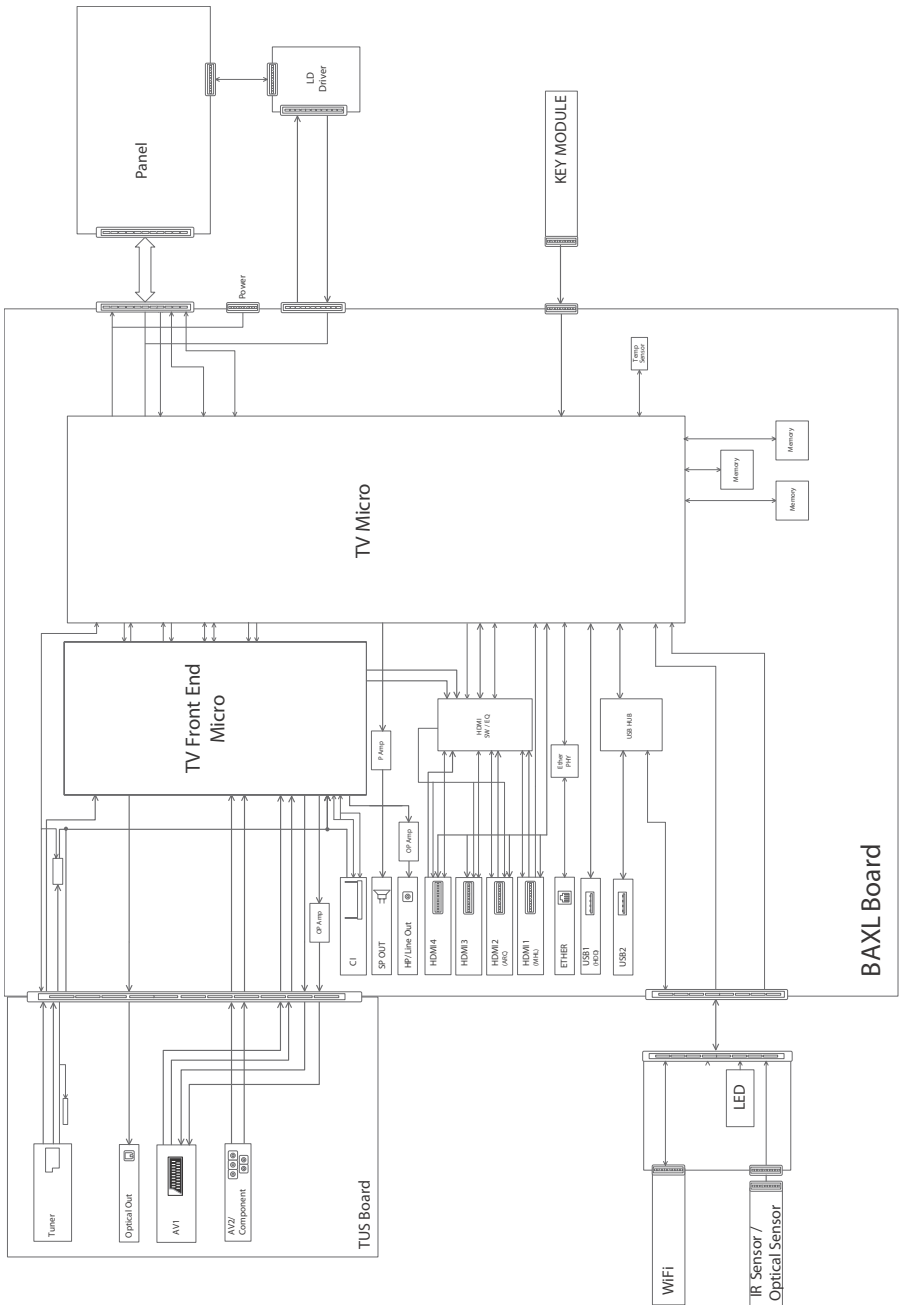 Panel
LD
Driver
KEY MODULE
Power
Temp
Sensor
TV Micro
Memory
Memory
Memory
TV Front End
Micro
P Amp
HDMI
SW / EQ
USB HUB
Ether
PHY
OP Amp
OP Amp
CI
SP OUT
HP/Line Out
HDMI4
HDMI3
HDMI2
(ARC)
HDMI1
(MHL)
ETHER
USB1
(HDD)
USB2
BAXL Board
Tuner
Optical Out
AV1
AV2/
Component
TUS Board
LED
WiFi
IR Sensor /
Optical Sensor